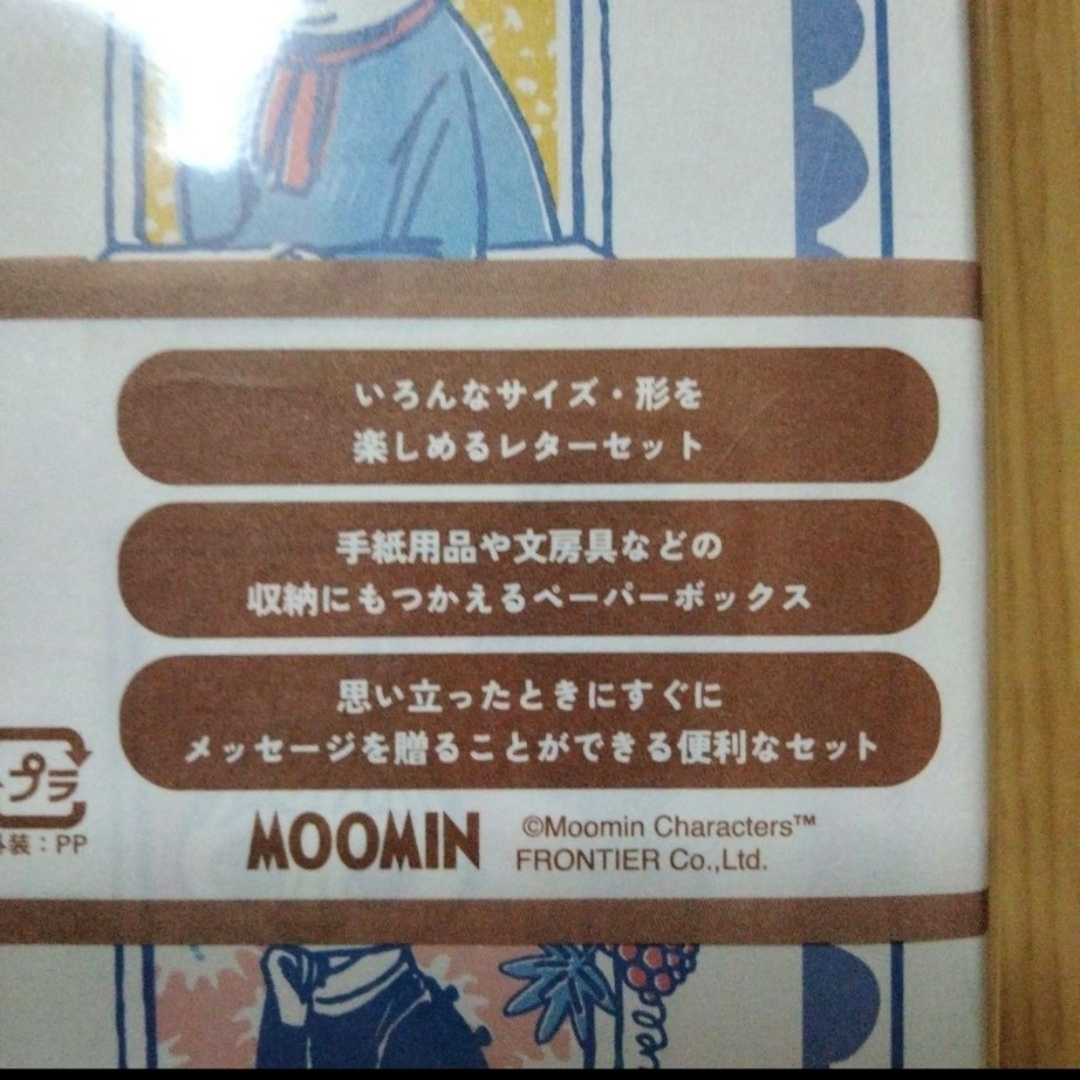 いろんなサイズ・形を
楽しめるレターセット
手紙用品や文房具などの
収納にもつかえるペーパーボックス
思い立ったときにすぐに
メッセージを贈ることができる便利なセット
プラ
外装：PP
MOOMIN
©Moomin Characters™
FRONTIER Co.,Ltd.